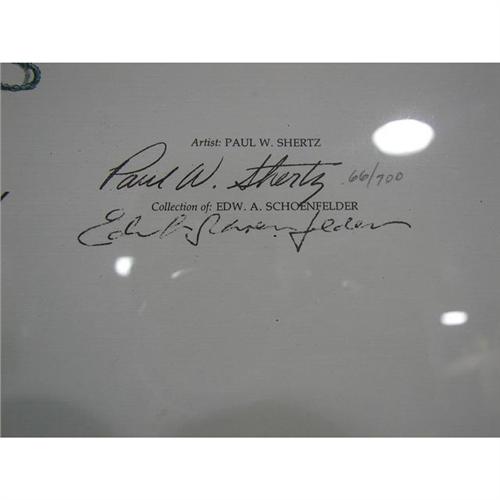 Artist: PAUL W. SHERTZ
Paul W. Shertz 66/700
Collection of: EDW. A. SCHOENFELDER
Edw A Schoenfelder